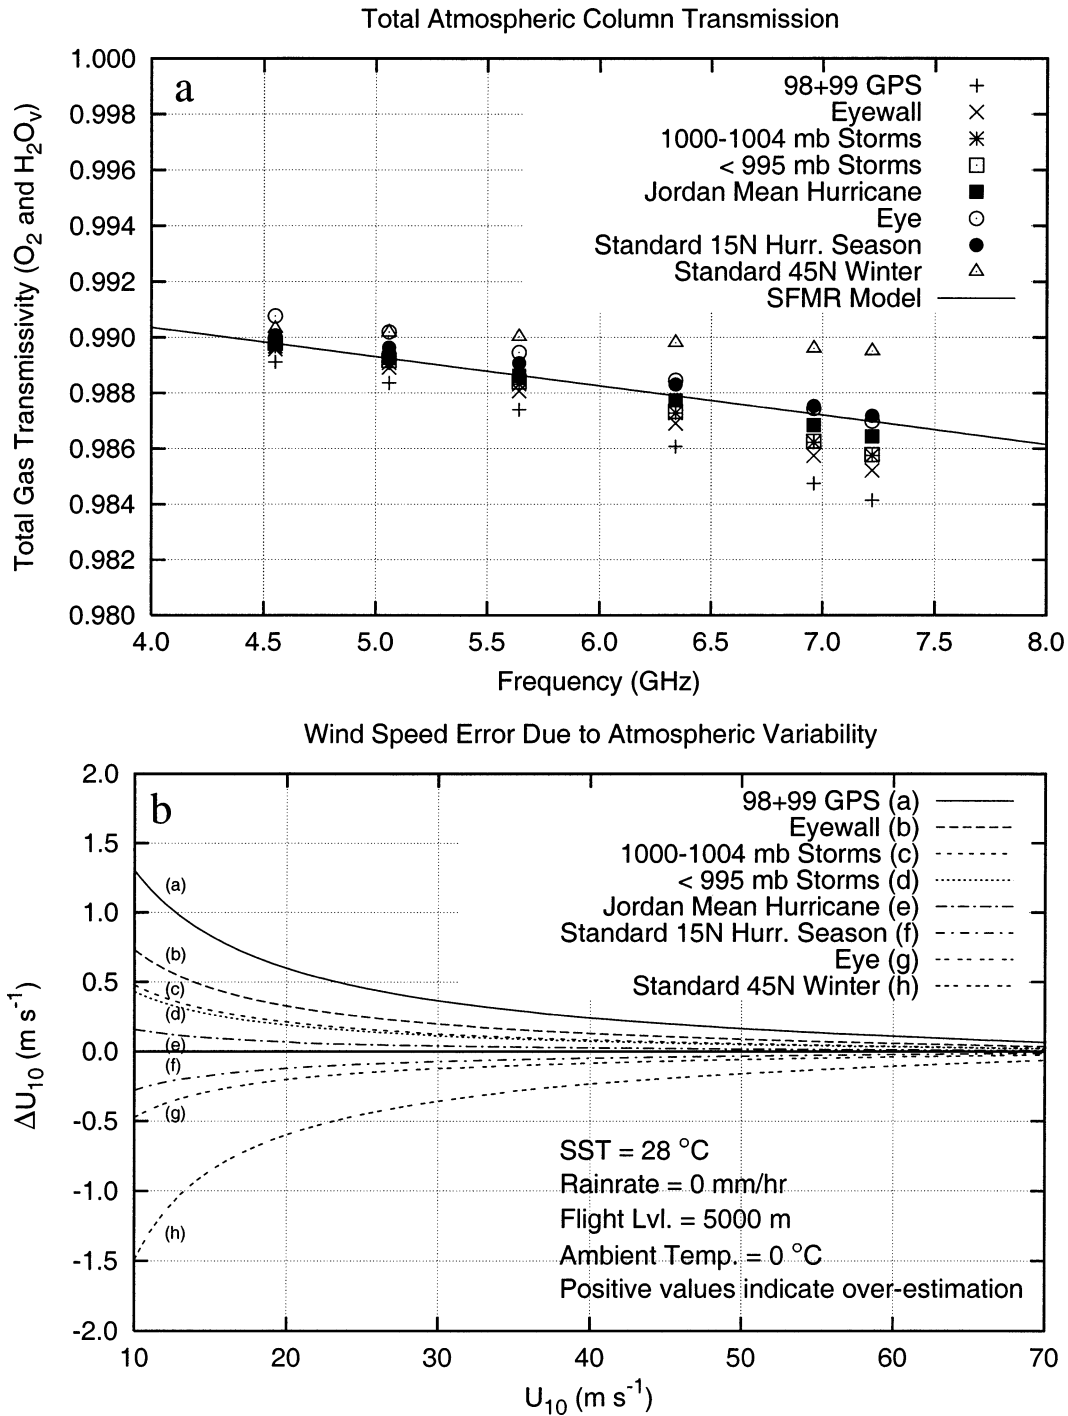 Total Atmospheric Column Transmission
a
Total Gas Transmissivity (O2 and H2OV)
1.000
0.998
0.996
0.994
0.992
0.990
0.988
0.986
0.984
0.982
0.980
98+99 GPS
Eyewall
1000-1004 mb Storms
< 995 mb Storms
Jordan Mean Hurricane
Eye
Standard 15N Hurr. Season
Standard 45N Winter
SFMR Model
4.0 4.5 5.0 5.5 6.0 6.5 7.0 7.5 8.0
Frequency (GHz)
Wind Speed Error Due to Atmospheric Variability
b
ΔU10 (m s-1)
2.0
1.5
1.0
0.5
0.0
-0.5
-1.0
-1.5
-2.0
98+99 GPS (a)
Eyewall (b)
1000-1004 mb Storms (c)
< 995 mb Storms (d)
Jordan Mean Hurricane (e)
Standard 15N Hurr. Season (f)
Eye (g)
Standard 45N Winter (h)
(a)
(b)
(c)
(d)
(e)
(f)
(g)
(h)
SST = 28 °C
Rainrate = 0 mm/hr
Flight Lvl. = 5000 m
Ambient Temp. = 0 °C
Positive values indicate over-estimation
10 20 30 40 50 60 70
U10 (m s-1)